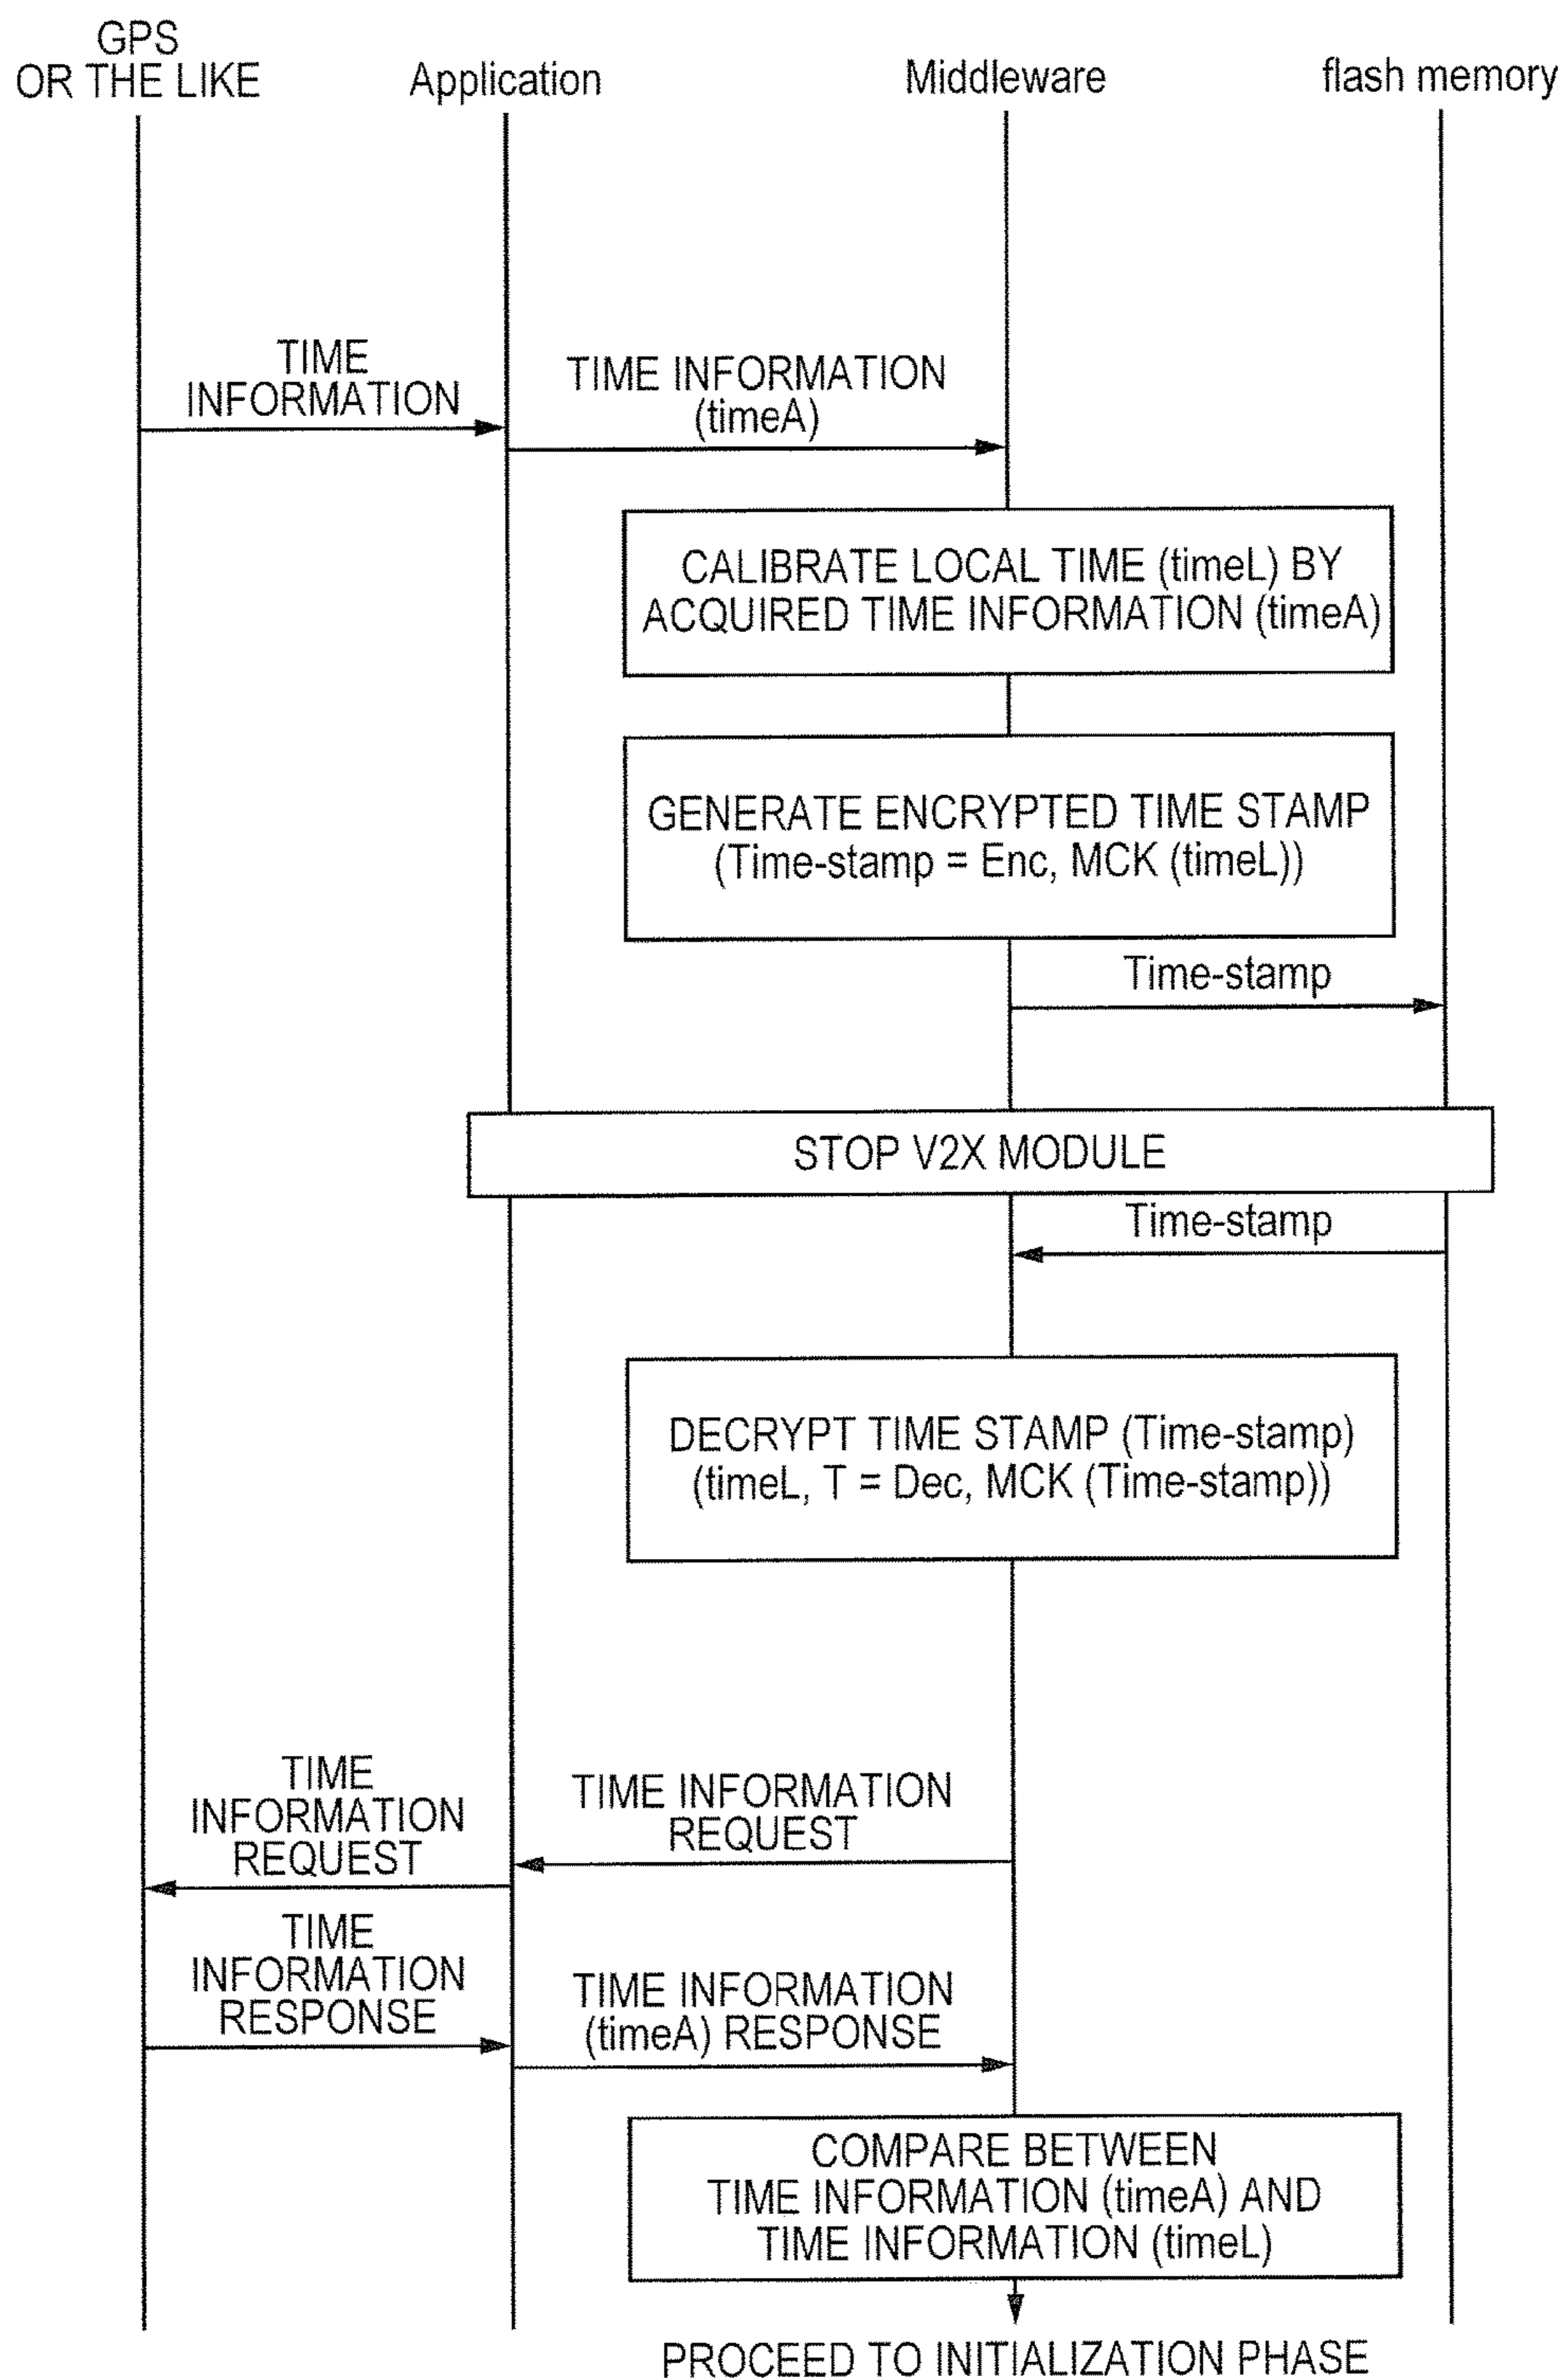 GPS
OR THE LIKE
Application
Middleware
flash memory
TIME
INFORMATION
TIME INFORMATION
(timeA)
CALIBRATE LOCAL TIME (timeL) BY
ACQUIRED TIME INFORMATION (timeA)
GENERATE ENCRYPTED TIME STAMP
(Time-stamp = Enc, MCK (timeL))
Time-stamp
STOP V2X MODULE
Time-stamp
DECRYPT TIME STAMP (Time-stamp)
(timeL, T = Dec, MCK (Time-stamp))
TIME
INFORMATION
REQUEST
TIME INFORMATION
REQUEST
TIME
INFORMATION
RESPONSE
TIME INFORMATION
(timeA) RESPONSE
COMPARE BETWEEN
TIME INFORMATION (timeA) AND
TIME INFORMATION (timeL)
PROCEED TO INITIALIZATION PHASE